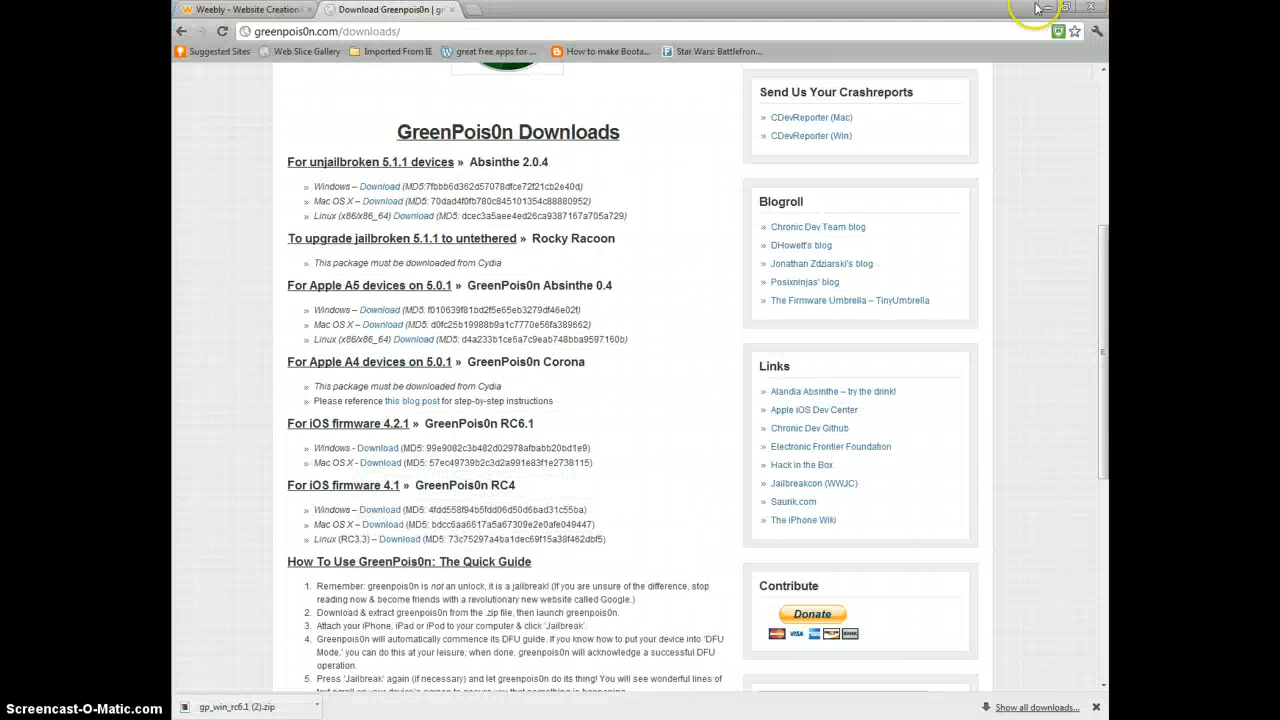 Weebly - Website Creation
Download Greenpois0n | gr
greenpois0n.com/downloads/
Suggested Sites
Web Slice Gallery
Imported From IE
great free apps for ...
How to make Boota...
Star Wars: Battlefron...
GreenPois0n Downloads
For unjailbroken 5.1.1 devices » Absinthe 2.0.4
» Windows – Download (MD5:7fbbb6d362d57078dfce72f21cb2e40d)
» Mac OS X – Download (MD5: 70dad4f0fb780c845101354c88880952)
» Linux (x86/x86_64) Download (MD5: dcec3a5aee4ed26ca9387167a705a729)
To upgrade jailbroken 5.1.1 to untethered » Rocky Racoon
» This package must be downloaded from Cydia
For Apple A5 devices on 5.0.1 » GreenPois0n Absinthe 0.4
» Windows – Download (MD5: f010639f81bd2f5e65eb3279df46e02f)
» Mac OS X – Download (MD5: d0fc25b19988b9a1c7770e56fa389662)
» Linux (x86/x86_64) Download (MD5: d4a233b1ce6a7c9eab748bba9597160b)
For Apple A4 devices on 5.0.1 » GreenPois0n Corona
» This package must be downloaded from Cydia
» Please reference this blog post for step-by-step instructions
For iOS firmware 4.2.1 » GreenPois0n RC6.1
» Windows - Download (MD5: 99e9082c3b482d02978afbabb20bd1e9)
» Mac OS X - Download (MD5: 57ec49739b2c3d2a991e83f1e2738115)
For iOS firmware 4.1 » GreenPois0n RC4
» Windows – Download (MD5: 4fdd558f94b5fdd06d50d6bad31c55ba)
» Mac OS X – Download (MD5: bdcc6aa6617a5a67309e2e0afe049447)
» Linux (RC3.3) – Download (MD5: 73c75297a4ba1dec69f15a38f462dbf5)
How To Use GreenPois0n: The Quick Guide
1. Remember: greenpois0n is not an unlock, it is a jailbreak! (If you are unsure of the difference, stop
reading now & become friends with a revolutionary new website called Google.)
2. Download & extract greenpois0n from the .zip file, then launch greenpois0n.
3. Attach your iPhone, iPad or iPod to your computer & click 'Jailbreak'.
4. Greenpois0n will automatically commence its DFU guide. If you know how to put your device into 'DFU
Mode,' you can do this at your leisure; when done, greenpois0n will acknowledge a successful DFU
operation.
5. Press 'Jailbreak' again (if necessary) and let greenpois0n do its thing! You will see wonderful lines of
Send Us Your Crashreports
» CDevReporter (Mac)
» CDevReporter (Win)
Blogroll
» Chronic Dev Team blog
» DHowett's blog
» Jonathan Zdziarski's blog
» Posixninjas' blog
» The Firmware Umbrella – TinyUmbrella
Links
» Alandia Absinthe – try the drink!
» Apple iOS Dev Center
» Chronic Dev Github
» Electronic Frontier Foundation
» Hack in the Box
» Jailbreakcon (WWJC)
» Saurik.com
» The iPhone Wiki
Contribute
Donate
VISA
gp_win_rc6.1 (2).zip
Show all downloads...
Screencast-O-Matic.com